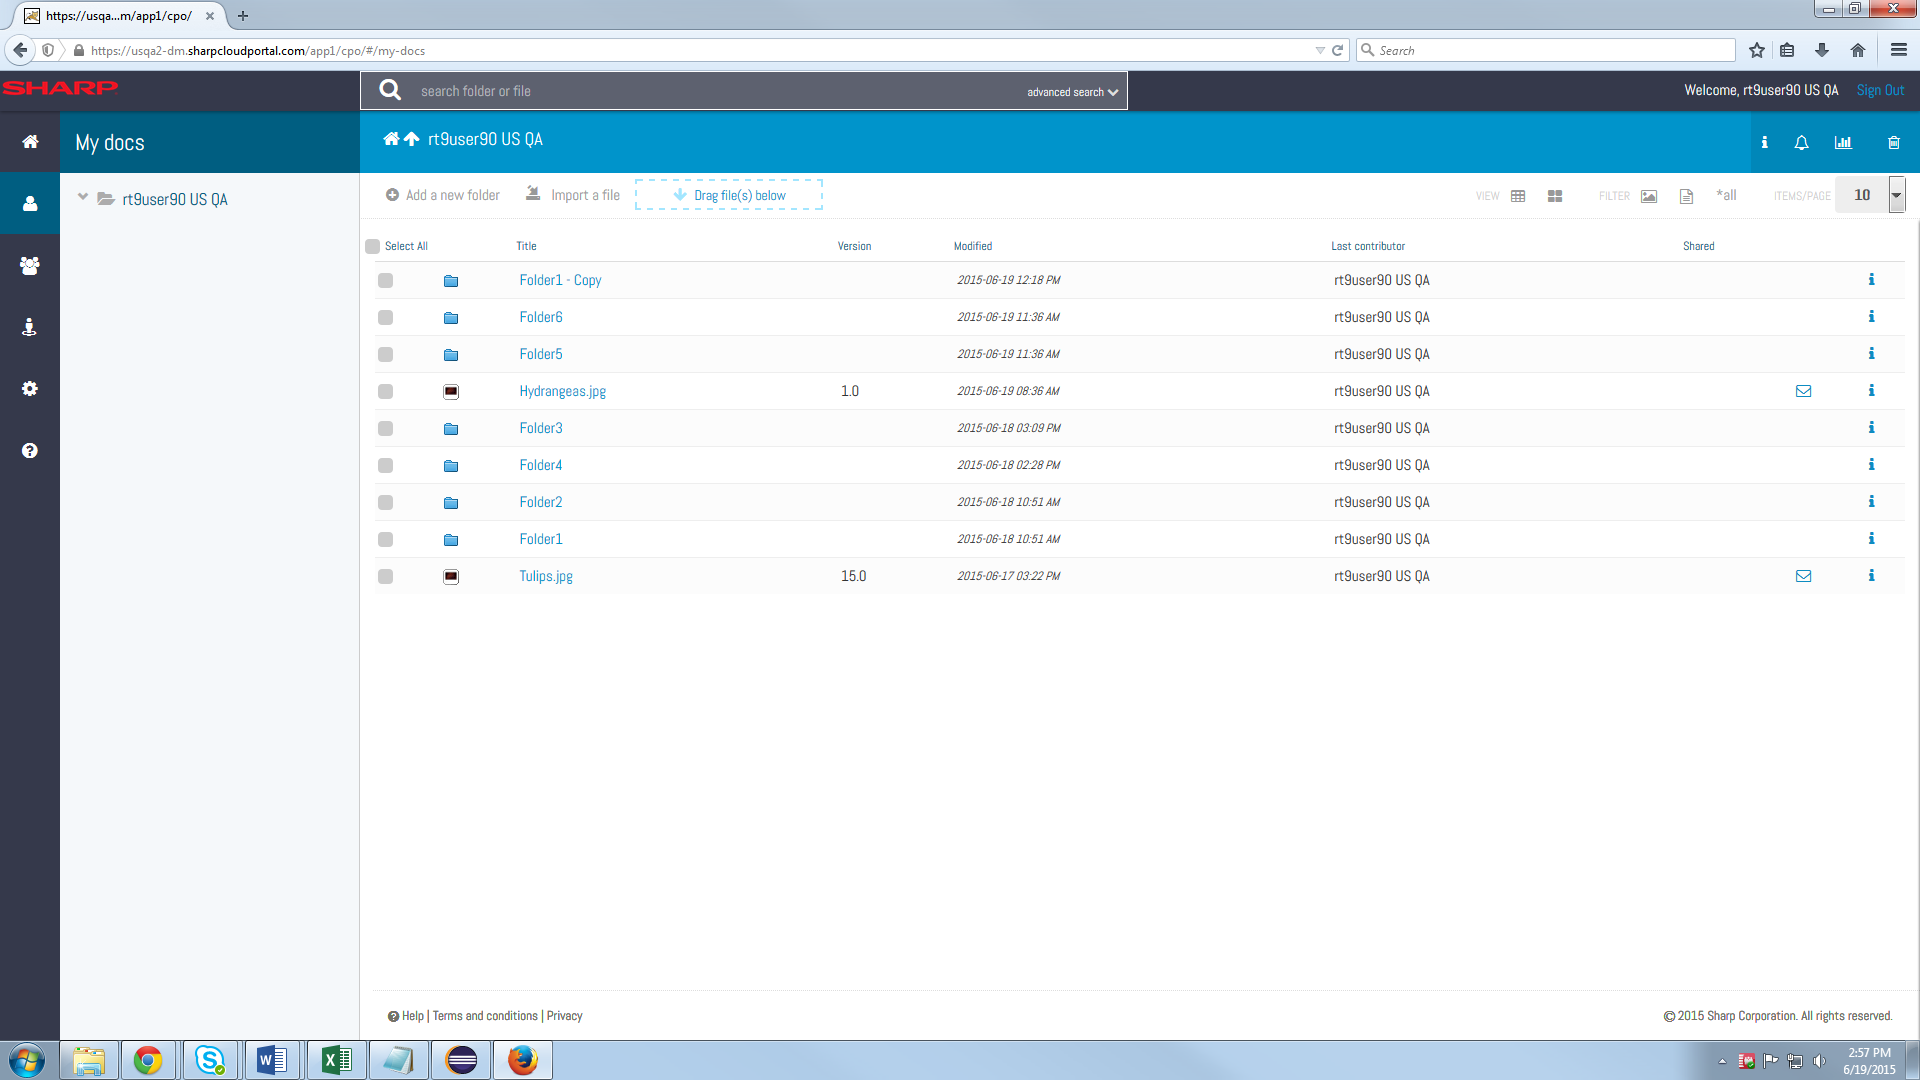 https://usqa...m/app1/cpo/
https://usqa2-dm.sharpcloudportal.com/app1/cpo/#/my-docs
Search
SHARP
search folder or file
advanced search
Welcome, rt9user90 US QA
Sign Out
My docs
rt9user90 US QA
rt9user90 US QA
Add a new folder
Import a file
Drag file(s) below
VIEW
FILTER
*all
ITEMS/PAGE
10
Select All Title Version Modified Last contributor Shared
Folder1 - Copy 2015-06-19 12:18 PM rt9user90 US QA
Folder6 2015-06-19 11:36 AM rt9user90 US QA
Folder5 2015-06-19 11:36 AM rt9user90 US QA
Hydrangeas.jpg 1.0 2015-06-19 08:36 AM rt9user90 US QA
Folder3 2015-06-18 03:09 PM rt9user90 US QA
Folder4 2015-06-18 02:28 PM rt9user90 US QA
Folder2 2015-06-18 10:51 AM rt9user90 US QA
Folder1 2015-06-18 10:51 AM rt9user90 US QA
Tulips.jpg 15.0 2015-06-17 03:22 PM rt9user90 US QA
Help | Terms and conditions | Privacy
© 2015 Sharp Corporation. All rights reserved.
2:57 PM
6/19/2015